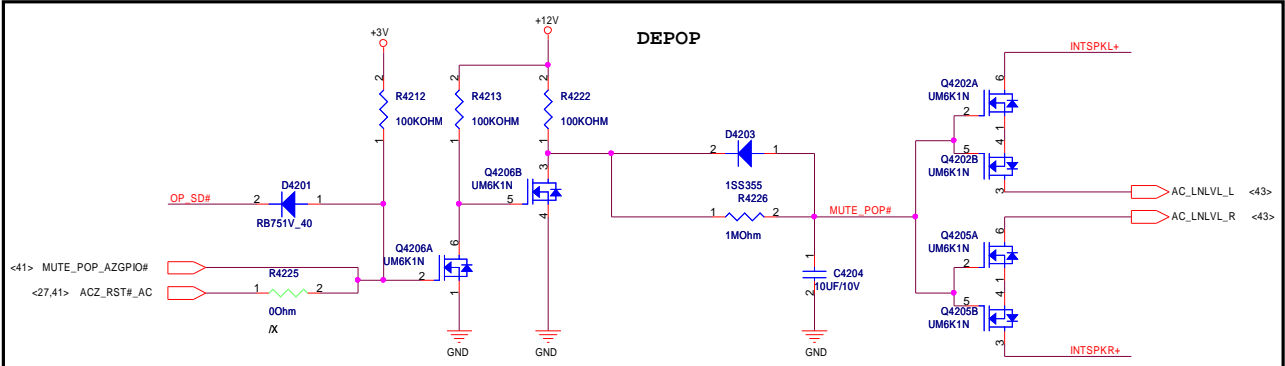 DEPOP
+3V
+12V
INTSPKL+
2
2
2
R4212
R4213
R4222
100KOHM
100KOHM
100KOHM
1
1
1
Q4202A
UM6K1N
6
2
1
D4203
2
1
1SS355
Q4202B
UM6K1N
5
4
3
AC_LNLVL_L <43>
OP_SD#
2
D4201
1
RB751V_40
Q4206B
UM6K1N
3
5
4
R4226
1
2
1MOhm
MUTE_POP#
AC_LNLVL_R <43>
Q4206A
UM6K1N
6
2
1
Q4205A
UM6K1N
6
2
1
<41> MUTE_POP_AZGPIO#
R4225
<27,41> ACZ_RST#_AC
1
2
0Ohm
/X
1
C4204
10UF/10V
2
Q4205B
UM6K1N
5
4
3
INTSPKR+
GND
GND
GND